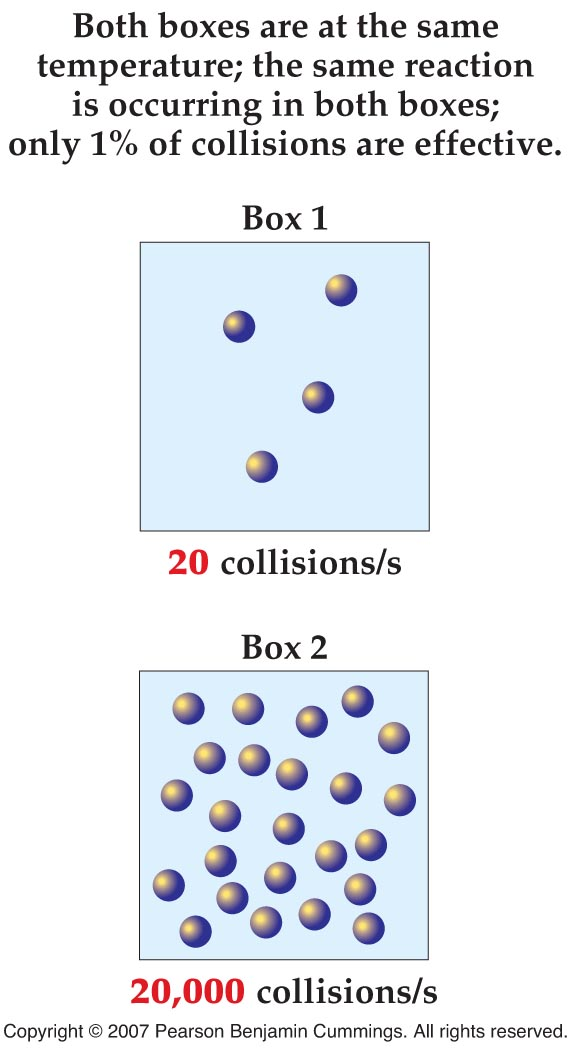 Both boxes are at the same
temperature; the same reaction
is occurring in both boxes;
only 1% of collisions are effective.
Box 1
20 collisions/s
Box 2
20,000 collisions/s
Copyright © 2007 Pearson Benjamin Cummings. All rights reserved.